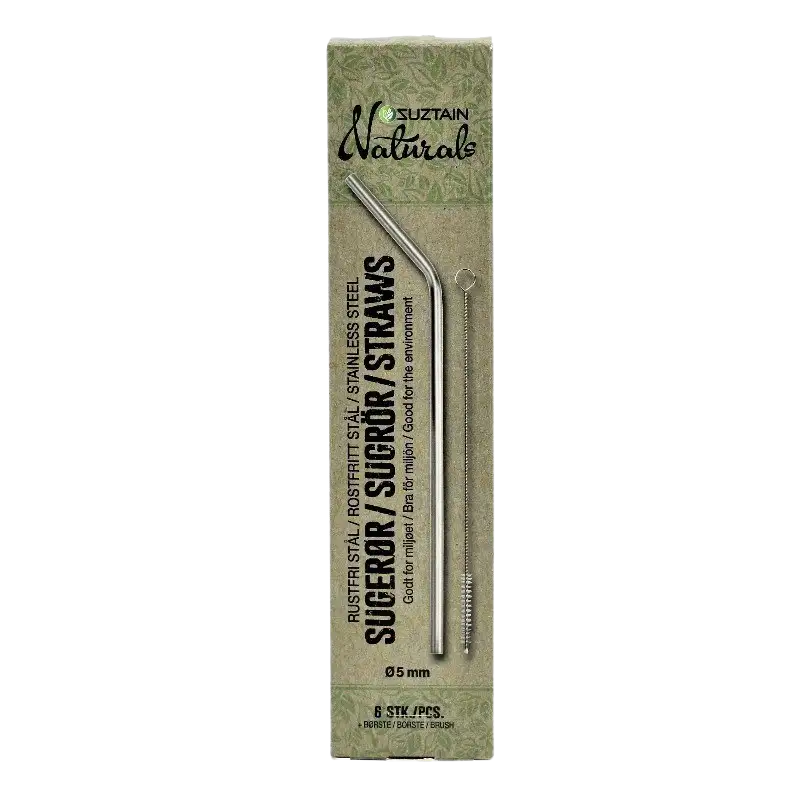 SUZTAIN
Naturals
RUSTFRI STÅL / ROSTFRITT STÅL / STAINLESS STEEL
SUGERØR / SUGRÖR / STRAWS
Godt for miljøet / Bra för miljön / Good for the environment
Ø 5 mm
6 STK./PCS.
+ BØRSTE / BORSTE / BRUSH